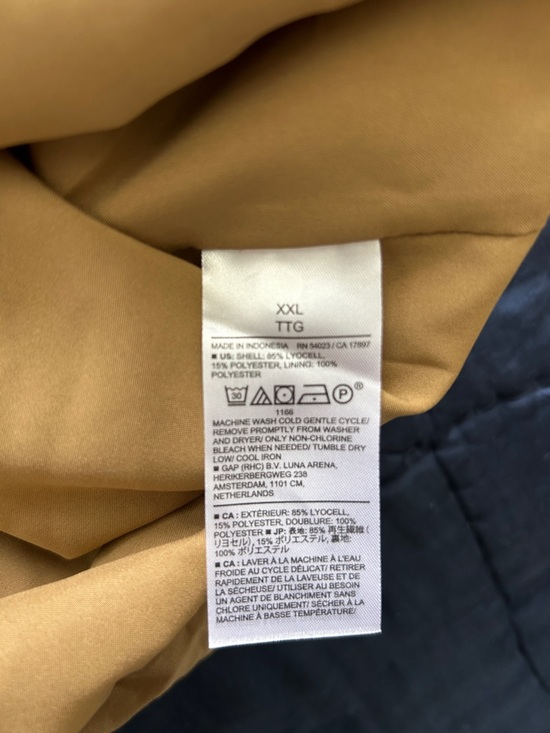 XXL
TTG
MADE IN INDONESIA RN 54023 / CA 17897
■ US: SHELL: 85% LYOCELL,
15% POLYESTER, LINING: 100%
POLYESTER
30 P ®
1166
MACHINE WASH COLD GENTLE CYCLE/
REMOVE PROMPTLY FROM WASHER
AND DRYER/ ONLY NON-CHLORINE
BLEACH WHEN NEEDED/ TUMBLE DRY
LOW/ COOL IRON
■ GAP (RHC) B.V. LUNA ARENA,
HERIKERBERGWEG 238
AMSTERDAM, 1101 CM,
NETHERLANDS
■ CA : EXTÉRIEUR: 85% LYOCELL,
15% POLYESTER, DOUBLURE: 100%
POLYESTER ■ JP: 表地: 85% 再生繊維 (
リヨセル), 15% ポリエステル, 裏地:
100% ポリエステル
■ CA : LAVER À LA MACHINE À L'EAU
FROIDE AU CYCLE DÉLICAT/ RETIRER
RAPIDEMENT DE LA LAVEUSE ET DE
LA SÉCHEUSE/ UTILISER AU BESOIN
UN AGENT DE BLANCHIMENT SANS
CHLORE UNIQUEMENT/ SÉCHER À LA
MACHINE À BASSE TEMPÉRATURE/